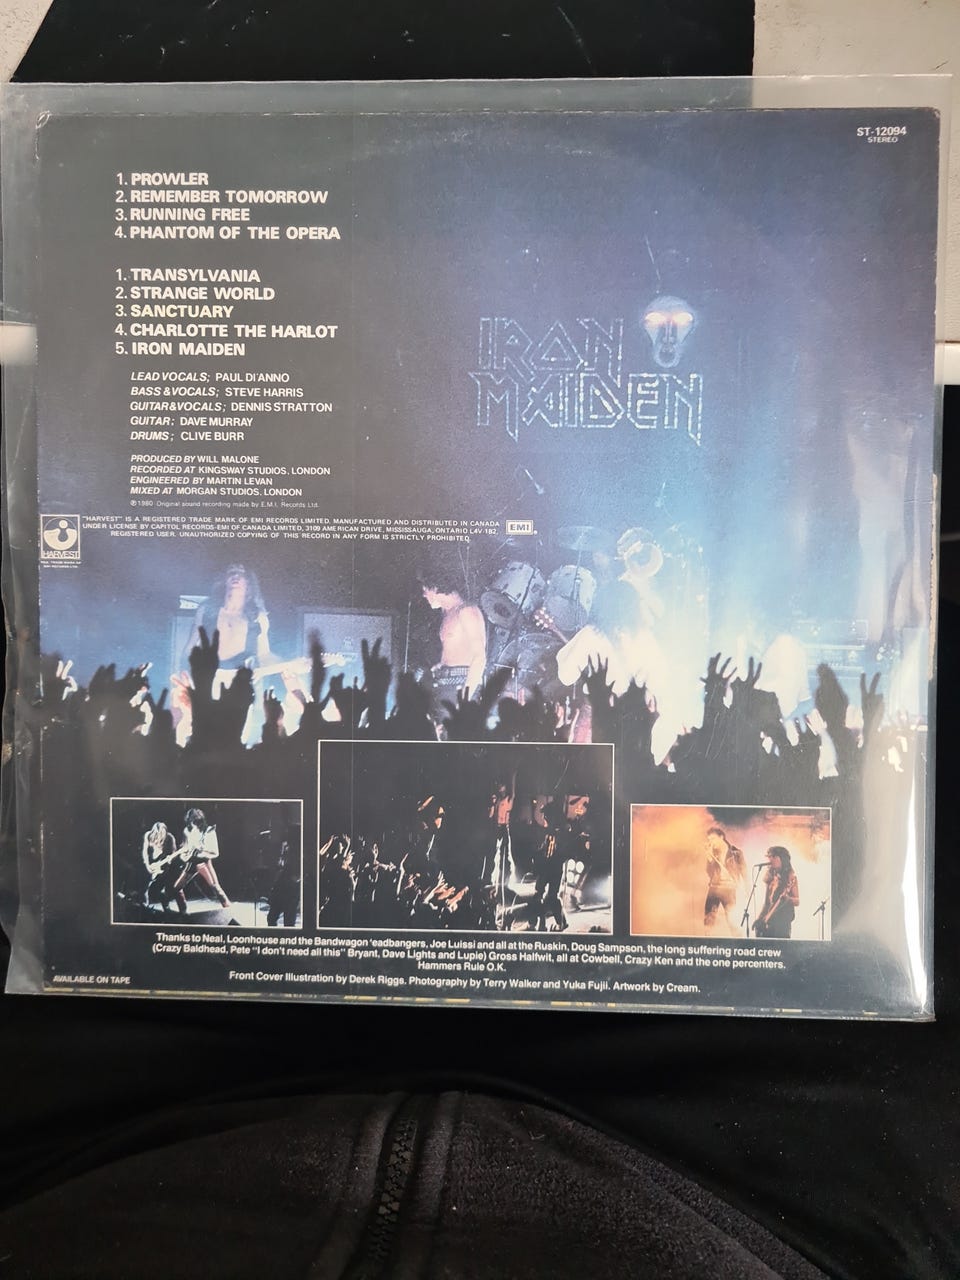 ST-12094
STEREO
1. PROWLER
2. REMEMBER TOMORROW
3. RUNNING FREE
4. PHANTOM OF THE OPERA
1. TRANSYLVANIA
2. STRANGE WORLD
3. SANCTUARY
4. CHARLOTTE THE HARLOT
5. IRON MAIDEN
LEAD VOCALS; PAUL DI'ANNO
BASS & VOCALS; STEVE HARRIS
GUITAR & VOCALS; DENNIS STRATTON
GUITAR: DAVE MURRAY
DRUMS; CLIVE BURR
PRODUCED BY WILL MALONE
RECORDED AT KINGSWAY STUDIOS. LONDON
ENGINEERED BY MARTIN LEVAN
MIXED AT MORGAN STUDIOS. LONDON
℗ 1980 Original sound recording made by E.M.I. Records Ltd.
IRON
MAIDEN
"HARVEST" IS A REGISTERED TRADE MARK OF EMI RECORDS LIMITED. MANUFACTURED AND DISTRIBUTED IN CANADA
UNDER LICENSE BY CAPITOL RECORDS-EMI OF CANADA LIMITED, 3109 AMERICAN DRIVE, MISSISSAUGA, ONTARIO L4V-1B2,
REGISTERED USER. UNAUTHORIZED COPYING OF THIS RECORD IN ANY FORM IS STRICTLY PROHIBITED.
EMI
HARVEST
Thanks to Neal, Loonhouse and the Bandwagon 'eadbangers, Joe Luissi and all at the Ruskin, Doug Sampson, the long suffering road crew
(Crazy Baldhead, Pete "I don't need all this" Bryant, Dave Lights and Lupie) Gross Halfwit, all at Cowbell, Crazy Ken and the one percenters.
Hammers Rule O.K.
Front Cover Illustration by Derek Riggs. Photography by Terry Walker and Yuka Fujii. Artwork by Cream.
AVAILABLE ON TAPE